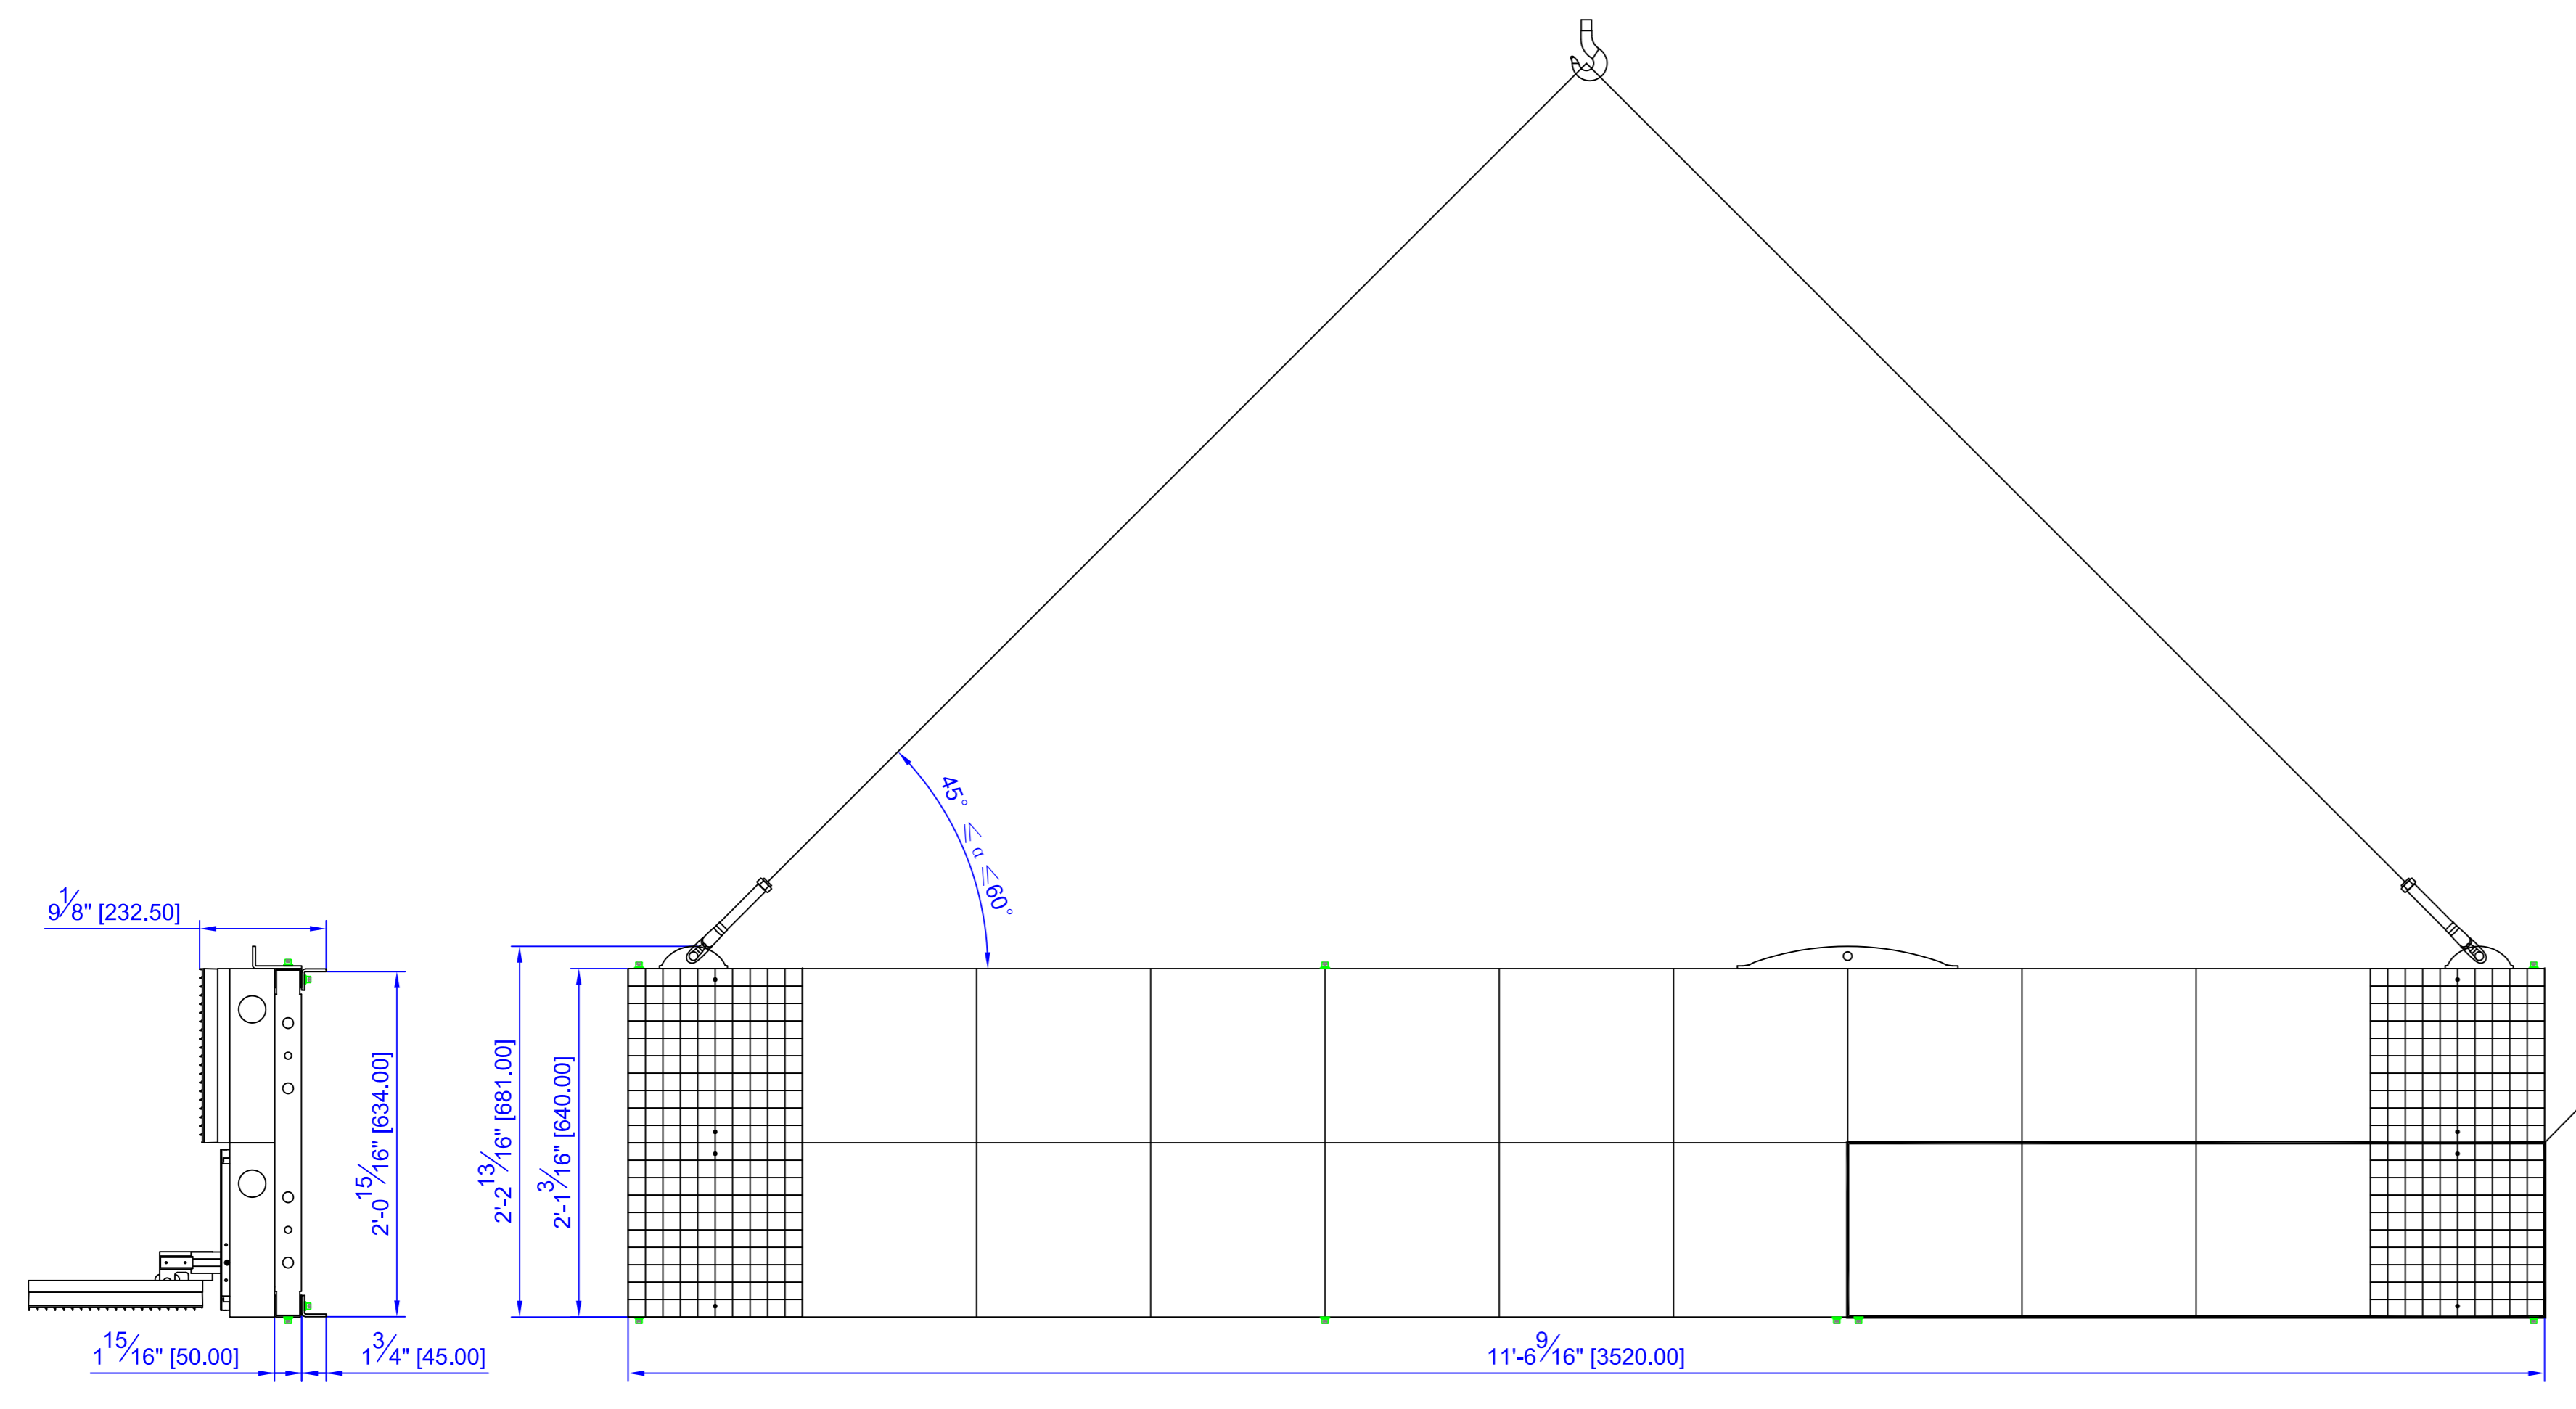 45° ≤ α ≤60°
9 1/8" [232.50]
2'-0 15/16" [634.00]
2'-2 13/16" [681.00]
2'-1 3/16" [640.00]
1 15/16" [50.00]
1 3/4" [45.00]
11'-6 9/16" [3520.00]